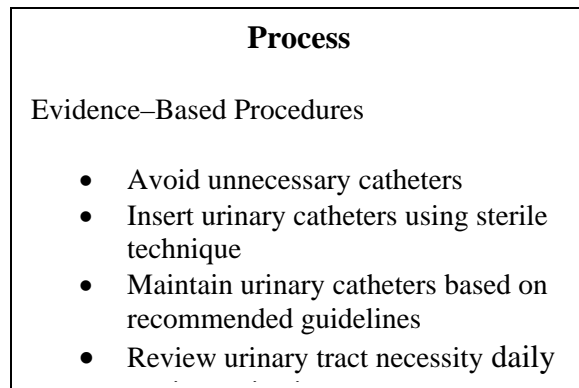 Process
Evidence–Based Procedures
• Avoid unnecessary catheters
• Insert urinary catheters using sterile
technique
• Maintain urinary catheters based on
recommended guidelines
• Review urinary tract necessity daily